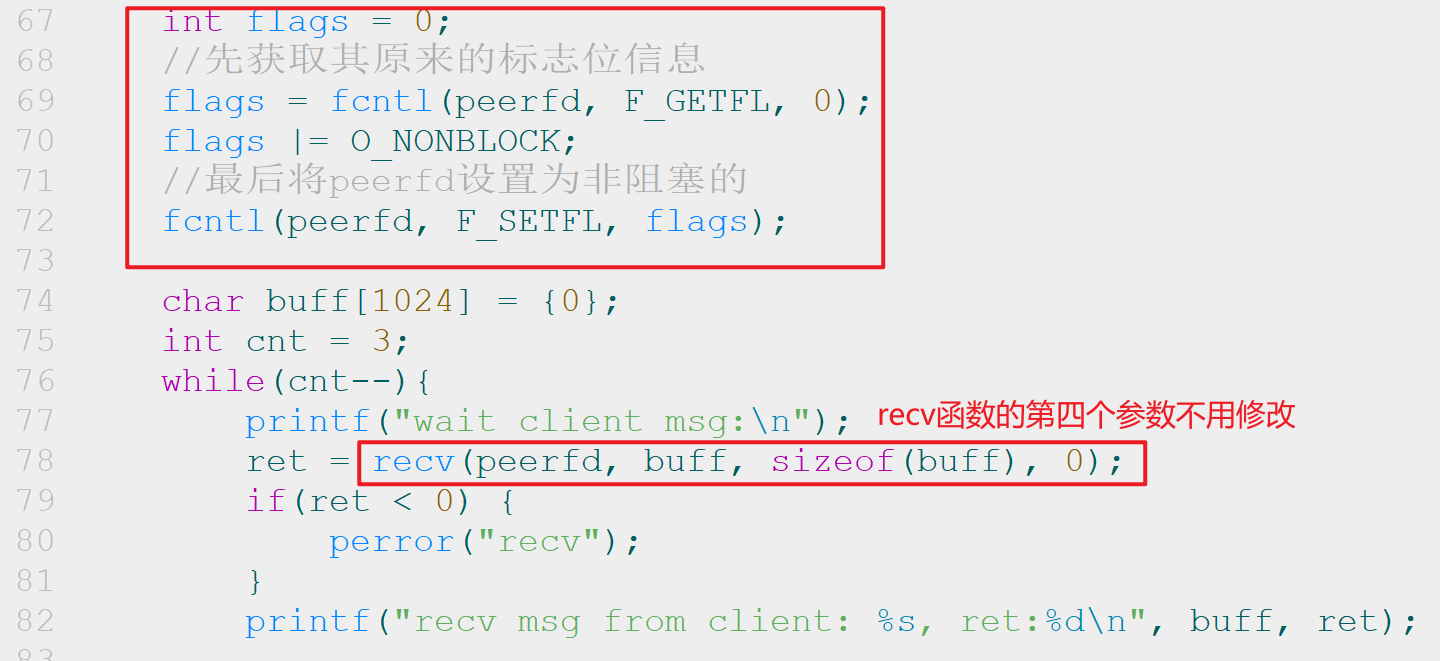 67 int flags = 0;
68 //先获取其原来的标志位信息
69 flags = fcntl(peerfd, F_GETFL, 0);
70 flags |= O_NONBLOCK;
71 //最后将peerfd设置为非阻塞的
72 fcntl(peerfd, F_SETFL, flags);
73
74 char buff[1024] = {0};
75 int cnt = 3;
76 while(cnt--){
77 printf("wait client msg:\n"); recv函数的第四个参数不用修改
78 ret = recv(peerfd, buff, sizeof(buff), 0);
79 if(ret < 0) {
80 perror("recv");
81 }
82 printf("recv msg from client: %s, ret:%d\n", buff, ret);
83